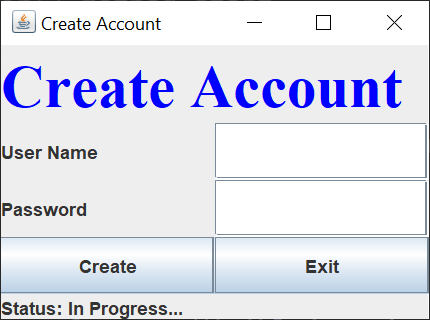 Create Account
Create Account
User Name
Password
Create Exit
Status: In Progress...